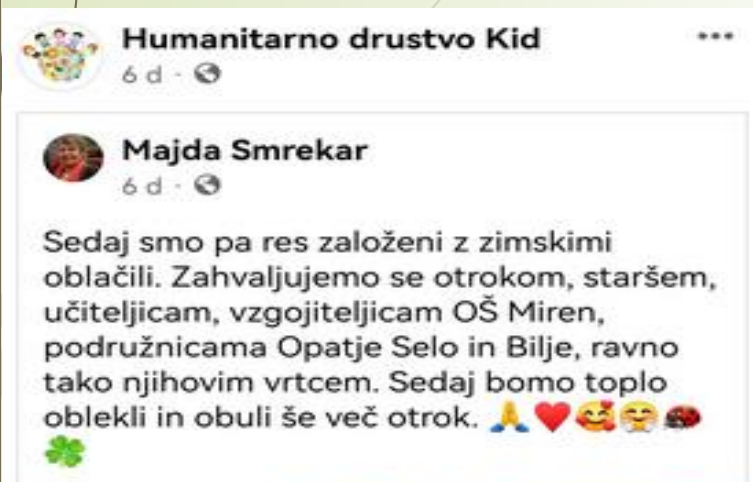 Humanitarno drustvo Kid
6 d ·
Majda Smrekar
6 d ·
Sedaj smo pa res založeni z zimskimi
oblačili. Zahvaljujemo se otrokom, staršem,
učiteljicam, vzgojiteljicam OŠ Miren,
podružnicama Opatje Selo in Bilje, ravno
tako njihovim vrtcem. Sedaj bomo toplo
oblekli in obuli še več otrok. 🙏❤️🥰🤗🐞
🍀